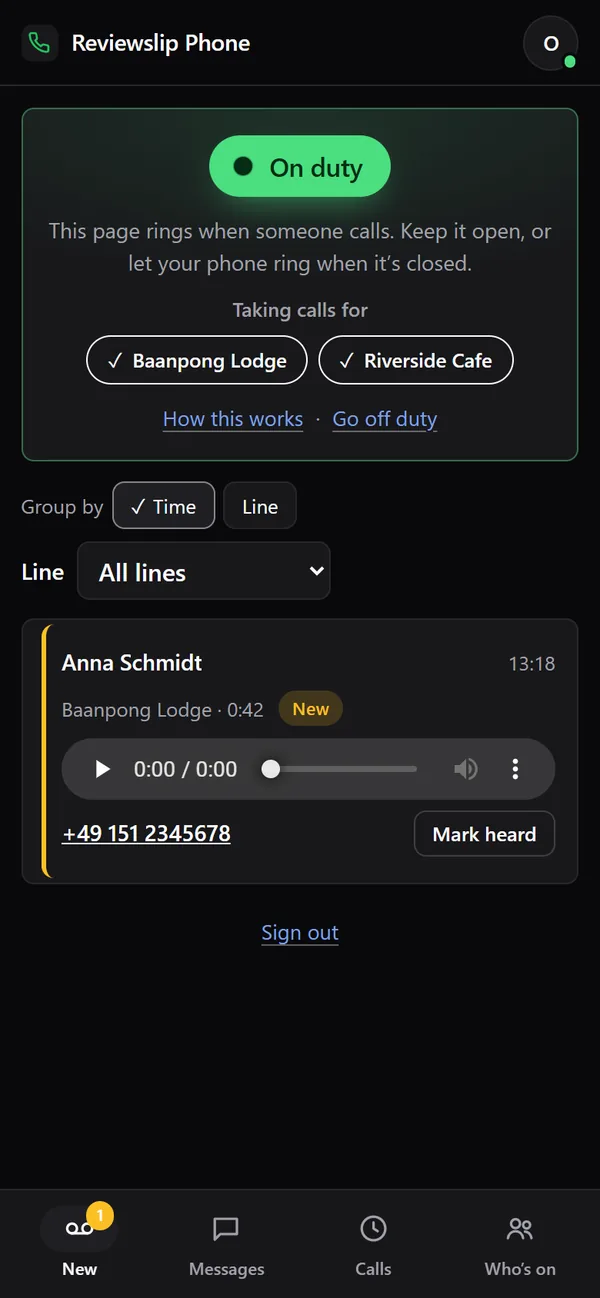 Reviewslip Phone
O
On duty
This page rings when someone calls. Keep it open, or
let your phone ring when it’s closed.
Taking calls for
✓ Baanpong Lodge
✓ Riverside Cafe
How this works · Go off duty
Group by ✓ Time Line
Line All lines
Anna Schmidt 13:18
Baanpong Lodge · 0:42 New
0:00 / 0:00
+49 151 2345678 Mark heard
Sign out
1
New Messages Calls Who’s on